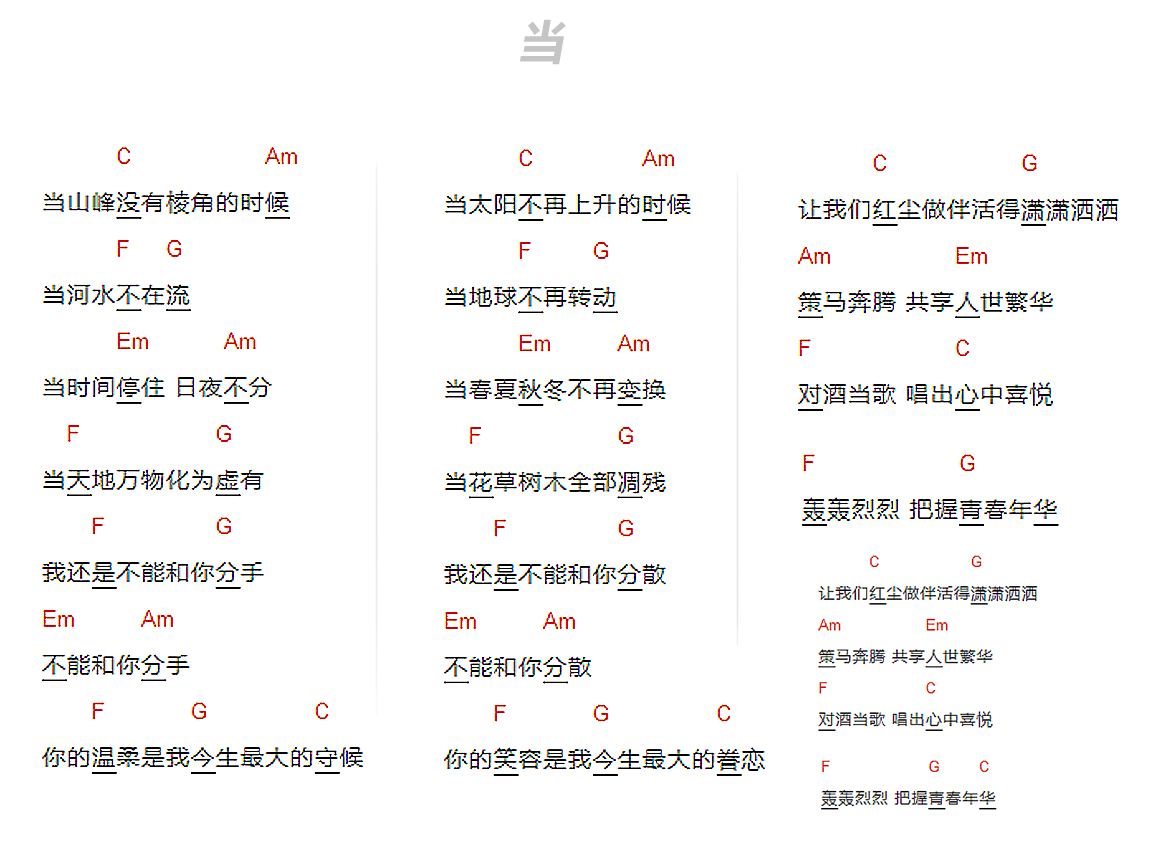 当
C Am
当山峰没有棱角的时候
F G
当河水不在流
Em Am
当时间停住 日夜不分
F G
当天地万物化为虚有
F G
我还是不能和你分手
Em Am
不能和你分手
F G C
你的温柔是我今生最大的守候
C Am
当太阳不再上升的时候
F G
当地球不再转动
Em Am
当春夏秋冬不再变换
F G
当花草树木全部凋残
F G
我还是不能和你分散
Em Am
不能和你分散
F G C
你的笑容是我今生最大的眷恋
C G
让我们红尘做伴活得潇潇洒洒
Am Em
策马奔腾 共享人世繁华
F C
对酒当歌 唱出心中喜悦
F G
轰轰烈烈 把握青春年华
C G
让我们红尘做伴活得潇潇洒洒
Am Em
策马奔腾 共享人世繁华
F C
对酒当歌 唱出心中喜悦
F G C
轰轰烈烈 把握青春年华